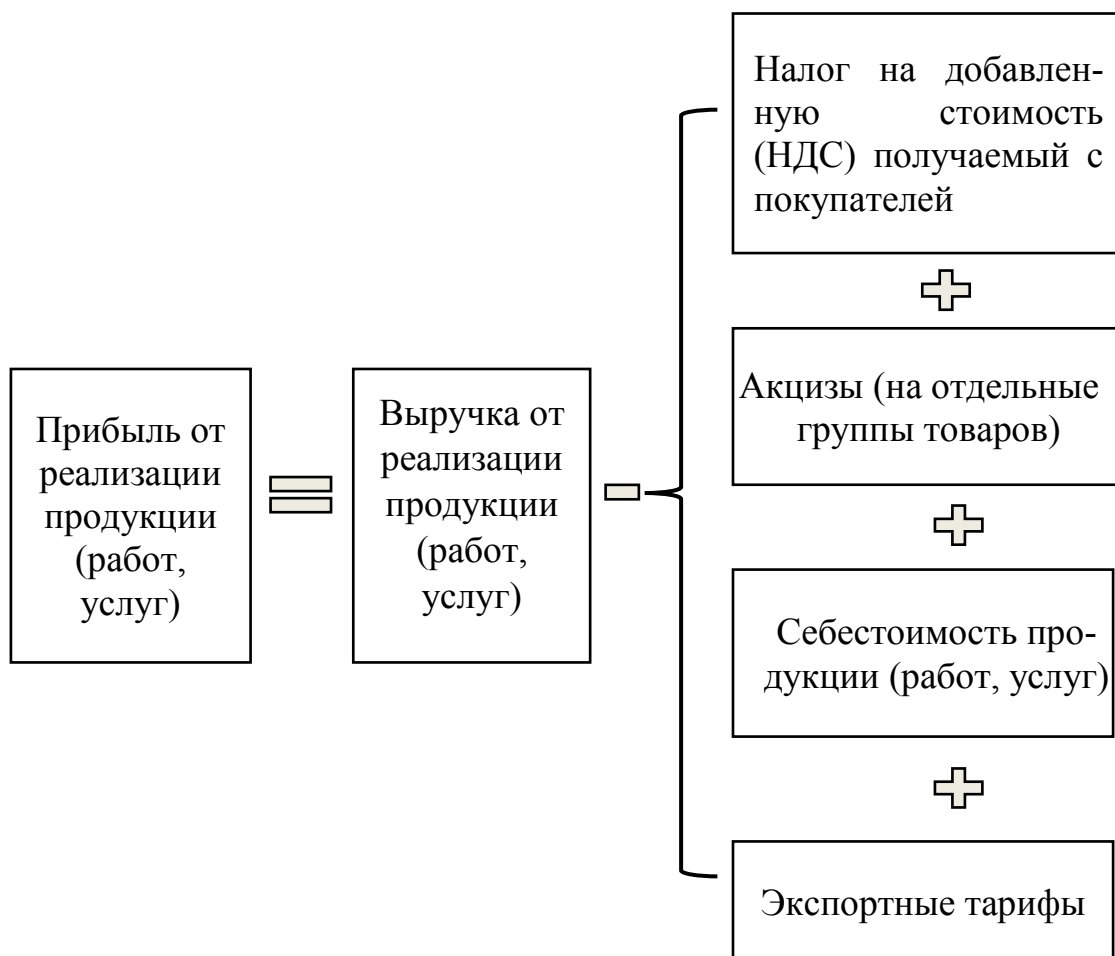 Прибыль от
реализации
продукции
(работ,
услуг)
Выручка от
реализации
продукции
(работ,
услуг)
Налог на добавлен-
ную стоимость
(НДС) получаемый с
покупателей
Акцизы (на отдельные
группы товаров)
Себестоимость про-
дукции (работ, услуг)
Экспортные тарифы